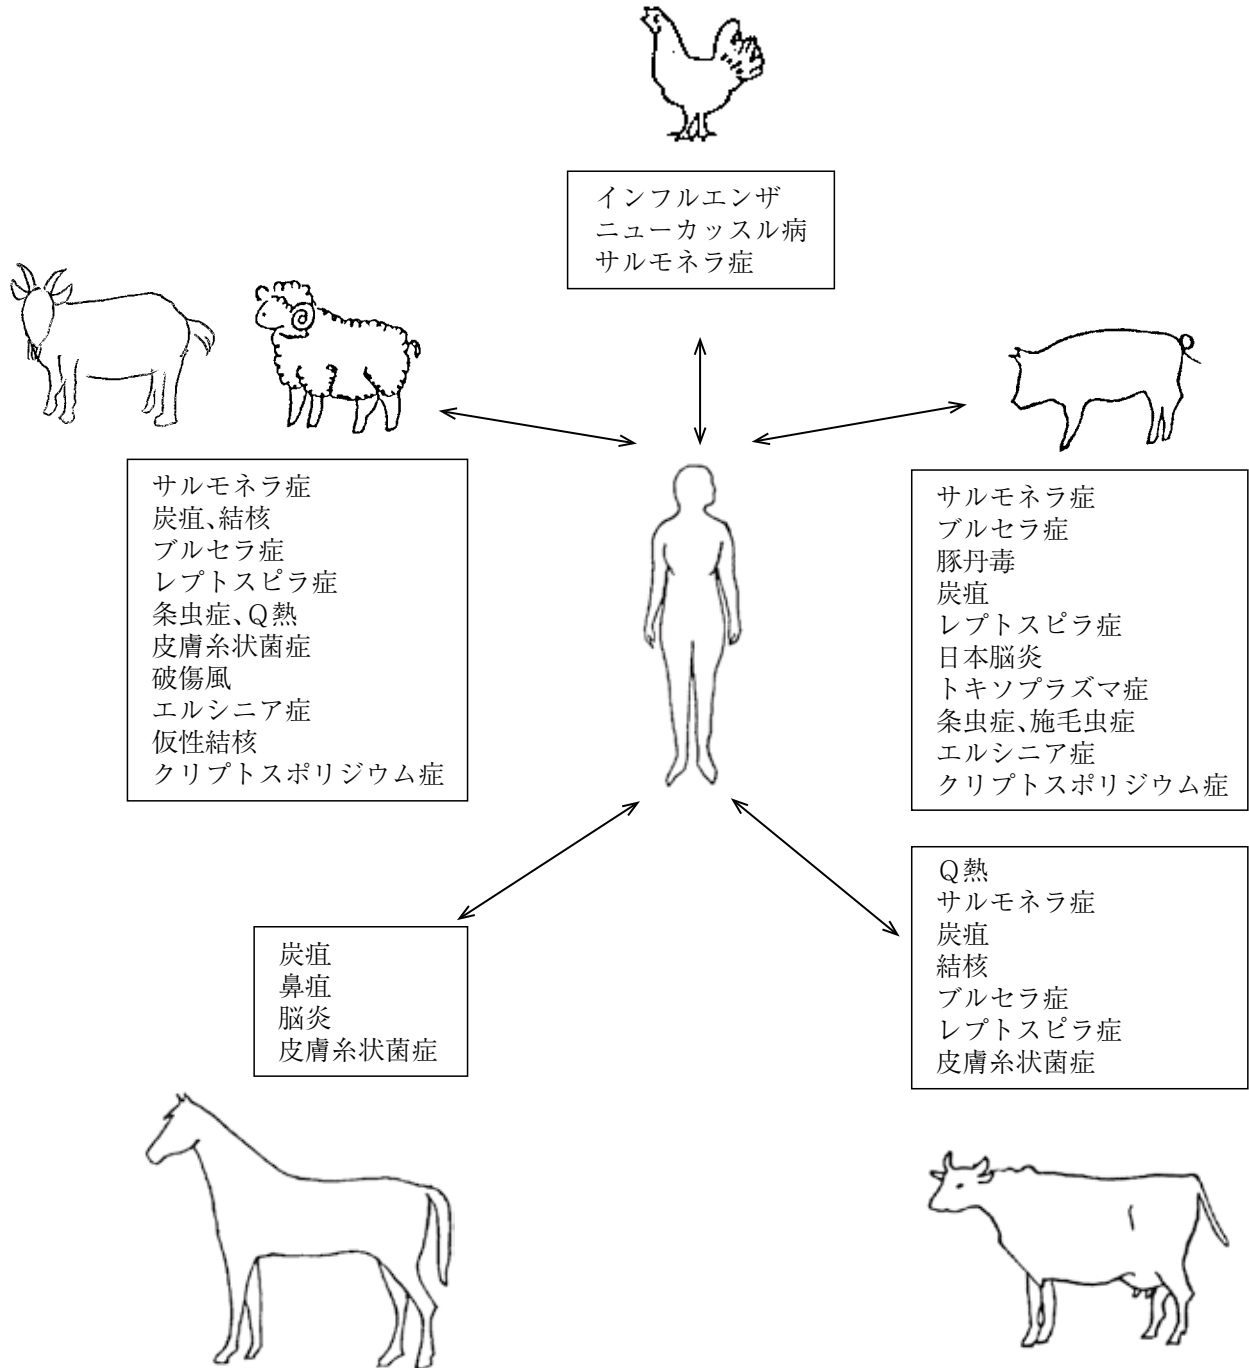 インフルエンザ
ニューカッスル病
サルモネラ症
サルモネラ症
炭疽、結核
ブルセラ症
レプトスピラ症
条虫症、Q熱
皮膚糸状菌症
破傷風
エルシニア症
仮性結核
クリプトスポリジウム症
サルモネラ症
ブルセラ症
豚丹毒
炭疽
レプトスピラ症
日本脳炎
トキソプラズマ症
条虫症、施毛虫症
エルシニア症
クリプトスポリジウム症
炭疽
鼻疽
脳炎
皮膚糸状菌症
Q熱
サルモネラ症
炭疽
結核
ブルセラ症
レプトスピラ症
皮膚糸状菌症